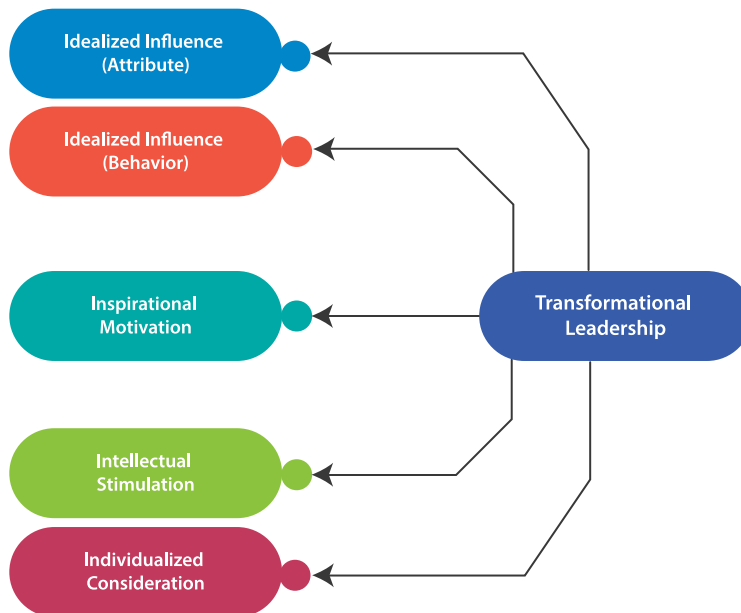 Idealized Influence
(Attribute)
Idealized Influence
(Behavior)
Inspirational
Motivation
Transformational
Leadership
Intellectual
Stimulation
Individualized
Consideration